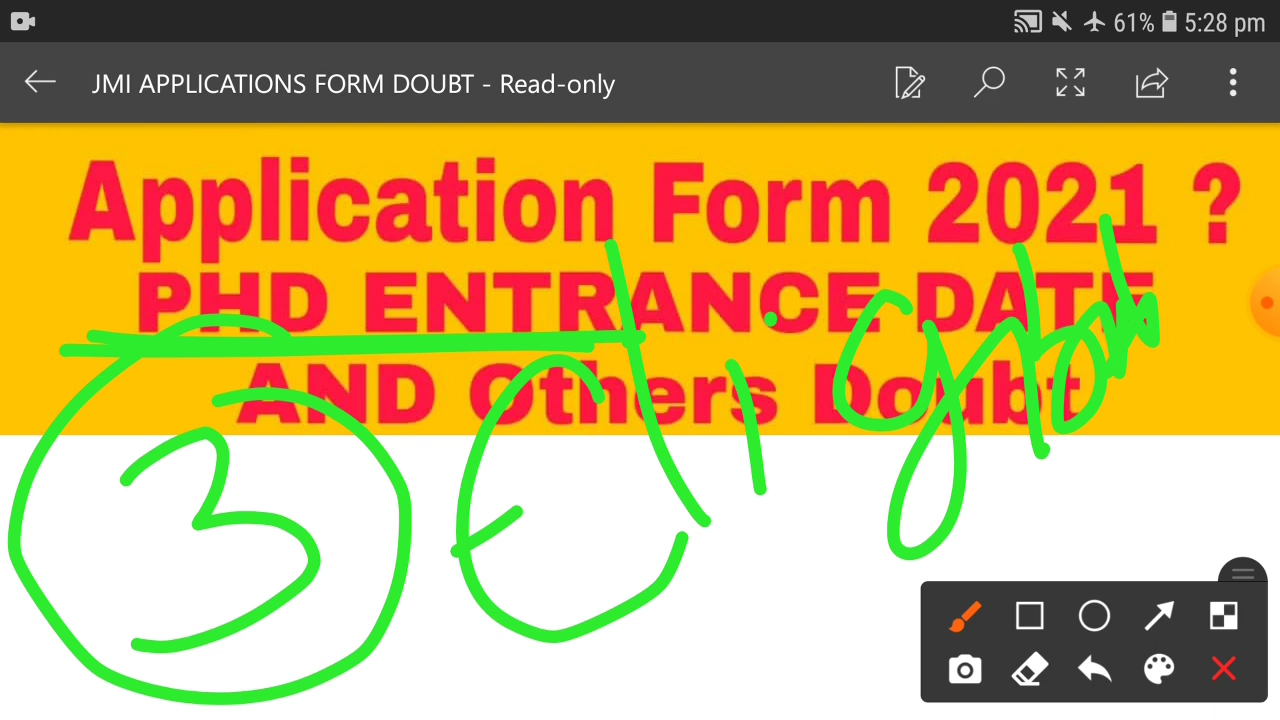 61% 5:28 pm
JMI APPLICATIONS FORM DOUBT - Read-only
Application Form 2021 ?
PHD ENTRANCE DATE
AND Others Doubt
3